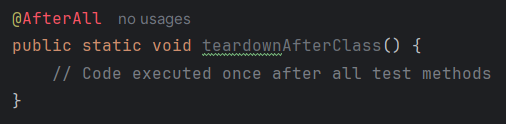 @AfterAll no usages
public static void teardownAfterClass() {
    // Code executed once after all test methods
}